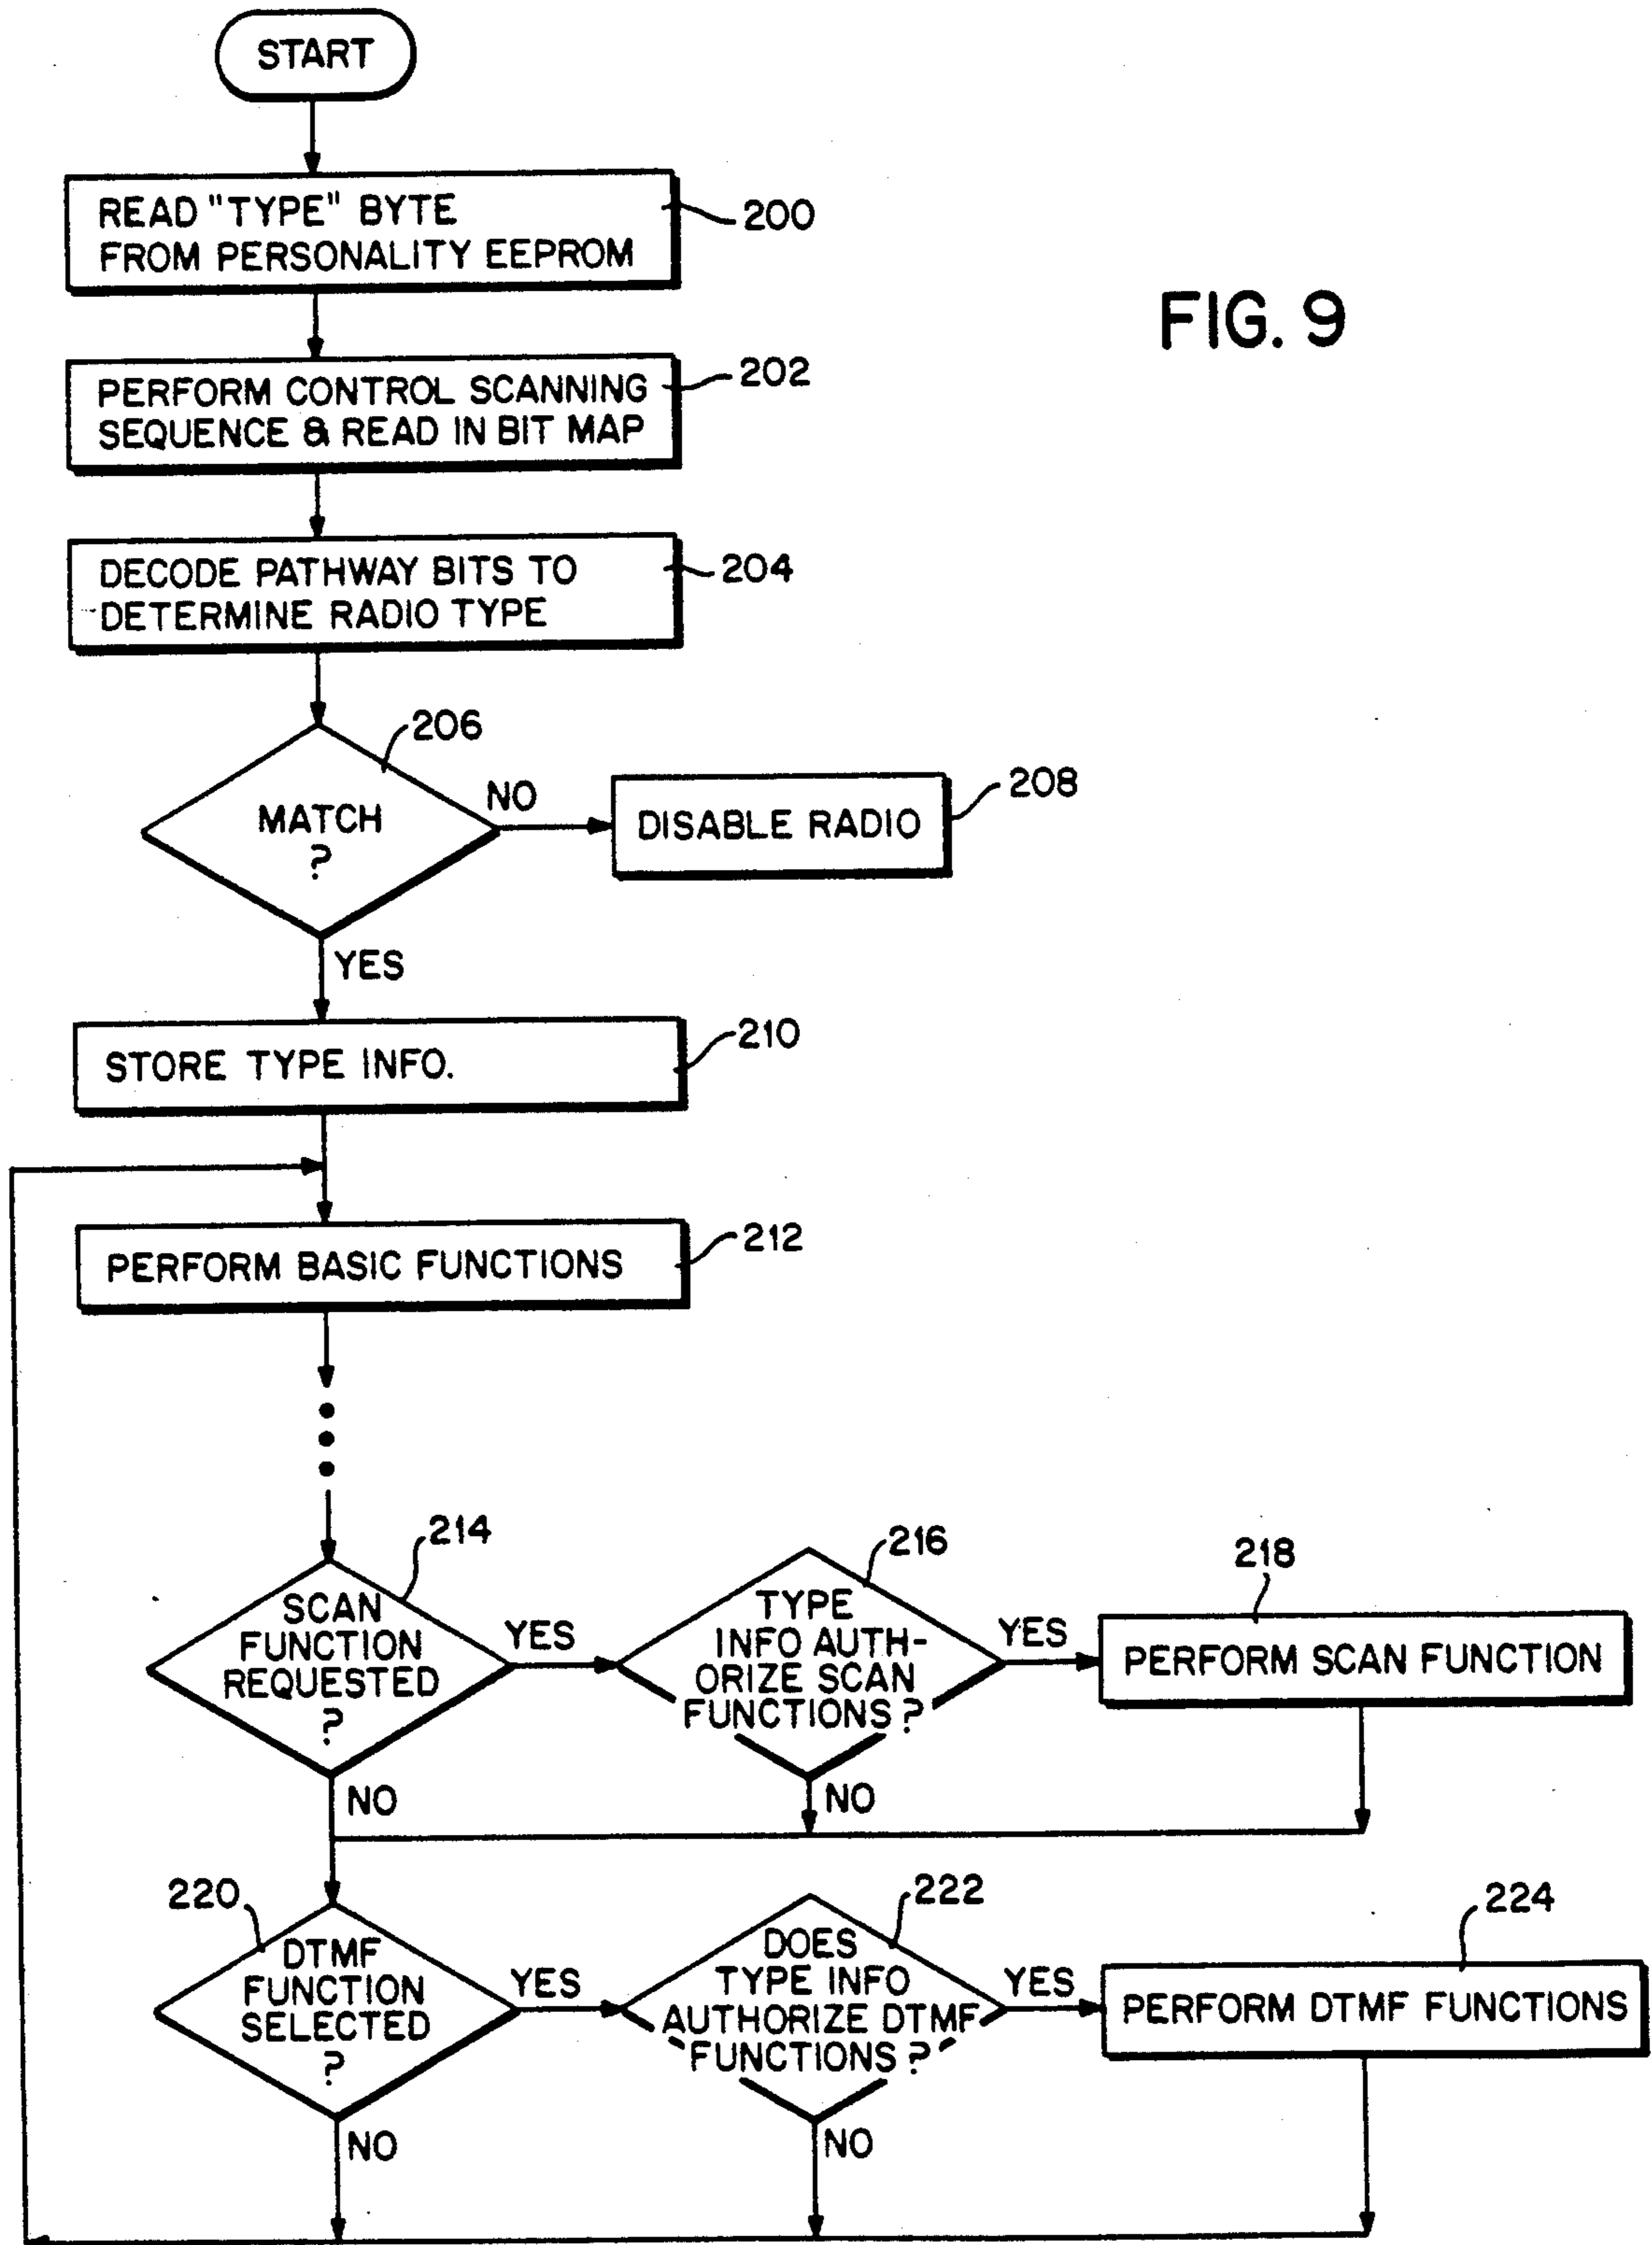 START
READ "TYPE" BYTE
FROM PERSONALITY EEPROM
200
FIG. 9
PERFORM CONTROL SCANNING
SEQUENCE & READ IN BIT MAP
202
DECODE PATHWAY BITS TO
DETERMINE RADIO TYPE
204
206
MATCH
?
NO
DISABLE RADIO
208
YES
STORE TYPE INFO.
210
PERFORM BASIC FUNCTIONS
212
214
SCAN
FUNCTION
REQUESTED
?
YES
216
TYPE
INFO AUTH-
ORIZE SCAN
FUNCTIONS?
YES
218
PERFORM SCAN FUNCTION
NO
NO
220
DTMF
FUNCTION
SELECTED
?
YES
222
DOES
TYPE INFO
AUTHORIZE DTMF
FUNCTIONS?
YES
224
PERFORM DTMF FUNCTIONS
NO
NO